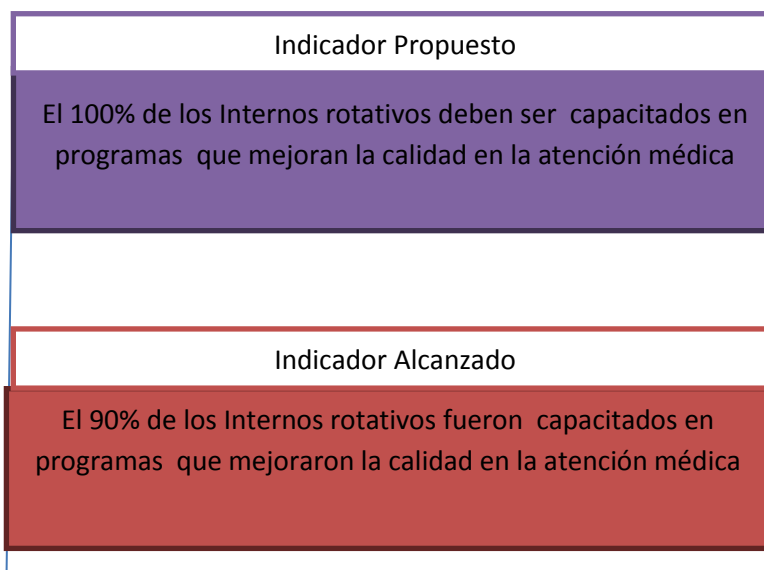 Indicador Propuesto
El 100% de los Internos rotativos deben ser capacitados en
programas que mejoran la calidad en la atención médica
Indicador Alcanzado
El 90% de los Internos rotativos fueron capacitados en
programas que mejoraron la calidad en la atención médica